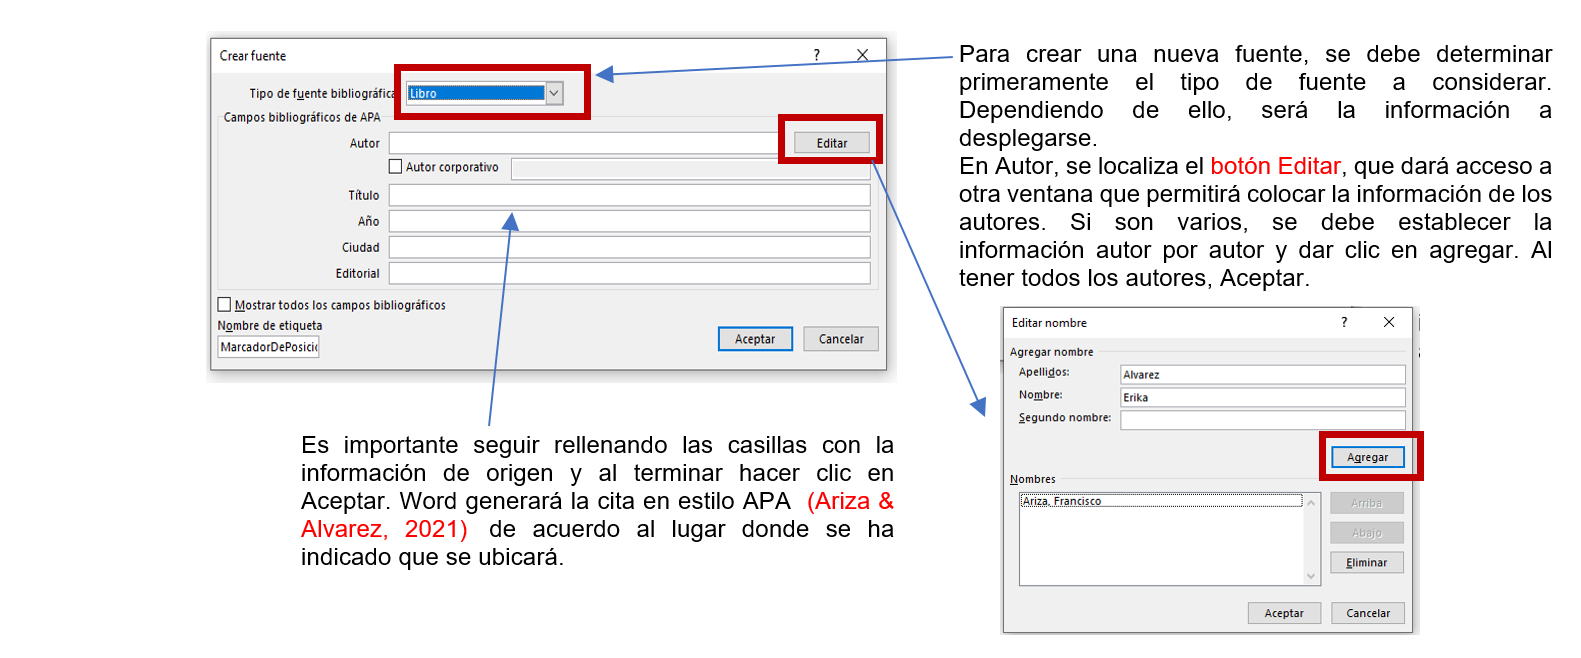 Crear fuente
?
Tipo de fuente bibliográfica
Libro
Campos bibliográficos de APA
Autor
Editar
Autor corporativo
Título
Año
Ciudad
Editorial
Mostrar todos los campos bibliográficos
Nombre de etiqueta
MarcadorDePosici
Aceptar
Cancelar
Para crear una nueva fuente, se debe determinar
primeramente el tipo de fuente a considerar.
Dependiendo de ello, será la información a
desplegarse.
En Autor, se localiza el botón Editar, que dará acceso a
otra ventana que permitirá colocar la información de los
autores. Si son varios, se debe establecer la
información autor por autor y dar clic en agregar. Al
tener todos los autores, Aceptar.
Es importante seguir rellenando las casillas con la
información de origen y al terminar hacer clic en
Aceptar. Word generará la cita en estilo APA (Ariza &
Alvarez, 2021) de acuerdo al lugar donde se ha
indicado que se ubicará.
Editar nombre
?
Agregar nombre
Apellidos:
Alvarez
Nombre:
Erika
Segundo nombre:
Agregar
Nombres
Ariza, Francisco
Arriba
Abajo
Eliminar
Aceptar
Cancelar